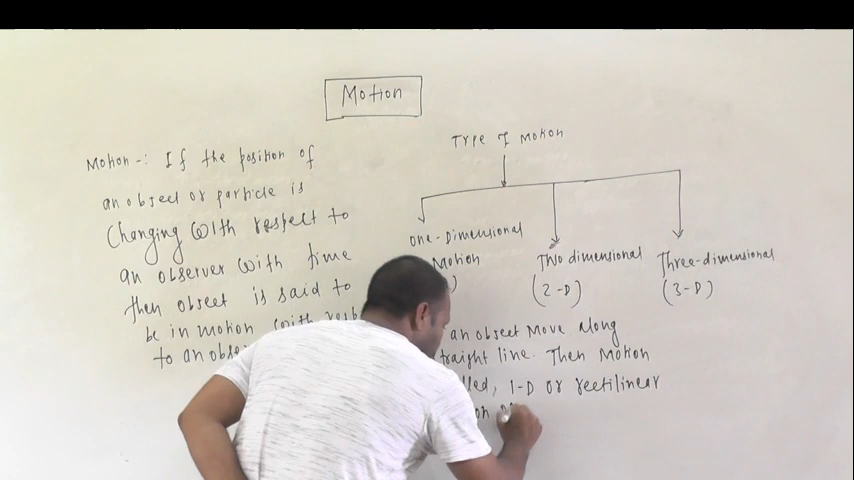 Motion
Motion -: If the position of
an object or particle is
Changing with respect to
an observer with time
then object is said to
be in motion with
to an
Type of Motion
One-Dimensional
Motion
Two dimensional
(2-D)
Three-dimensional
(3-D)
an object Move along
line. Then Motion
1-D or rectilinear